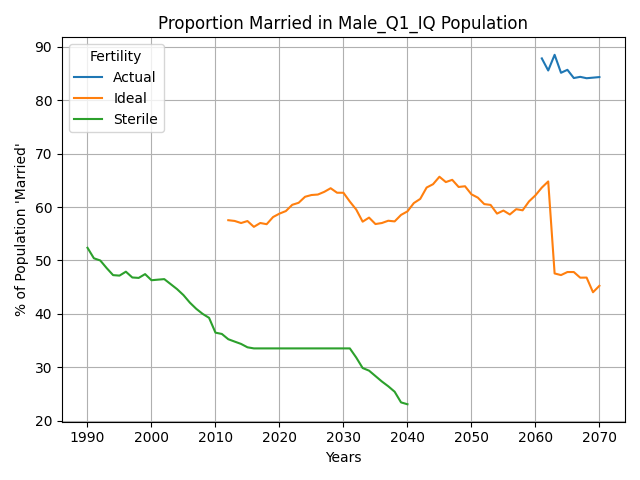 Proportion Married in Male_Q1_IQ Population
Fertility
Actual
Ideal
Sterile
% of Population 'Married'
90
80
70
60
50
40
30
20
1990 2000 2010 2020 2030 2040 2050 2060 2070
Years